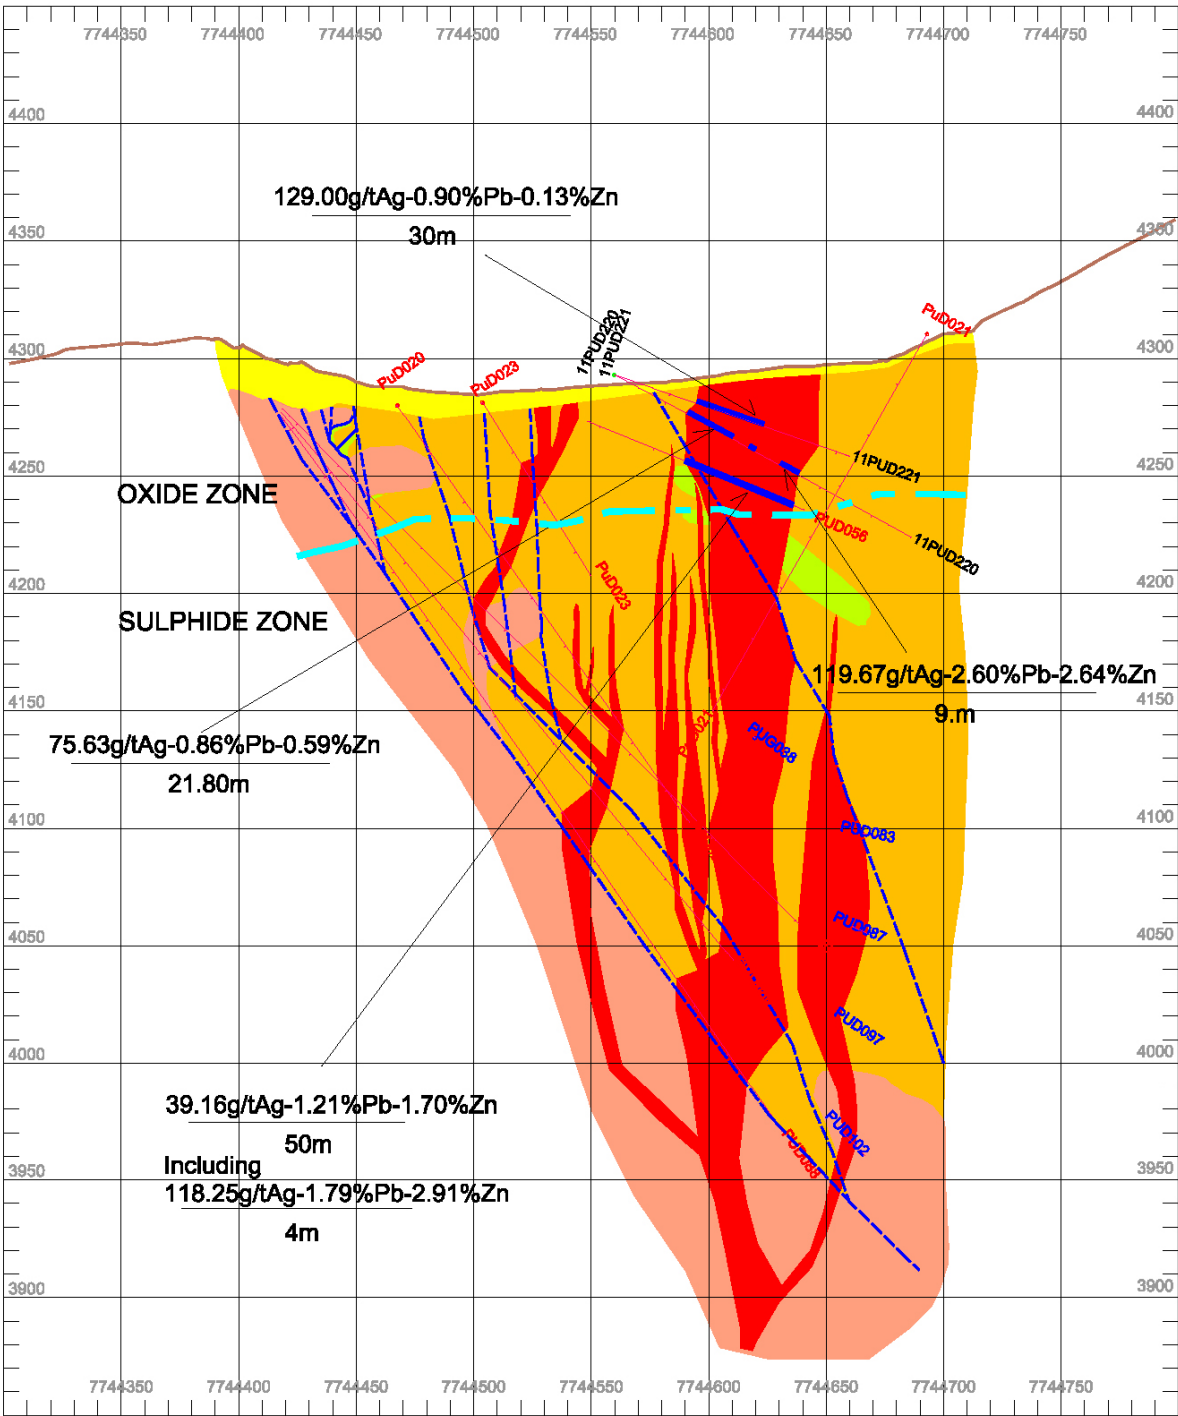 7744350 7744400 7744450 7744500 7744550 7744800 7744850 7744700 7744750
4400 4400
129.00g/tAg-0.90%Pb-0.13%Zn
30m
4350 4350
11PUD220
11PUD221
PuD021
4300 4300
PuD020
PuD023
4250 4250
11PUD221
OXIDE ZONE
PUD056
11PUD220
PuD023
4200 4200
SULPHIDE ZONE
119.67g/tAg-2.60%Pb-2.64%Zn
9.m
4150 4150
PuD021
PUG038
75.63g/tAg-0.86%Pb-0.59%Zn
21.80m
4100 4100
PUD083
PUD087
4050 4050
PUD097
4000 4000
39.16g/tAg-1.21%Pb-1.70%Zn
50m
Including
118.25g/tAg-1.79%Pb-2.91%Zn
4m
PUD102
PUD088
3950 3950
3900 3900
7744350 7744400 7744450 7744500 7744550 7744600 7744650 7744700 7744750